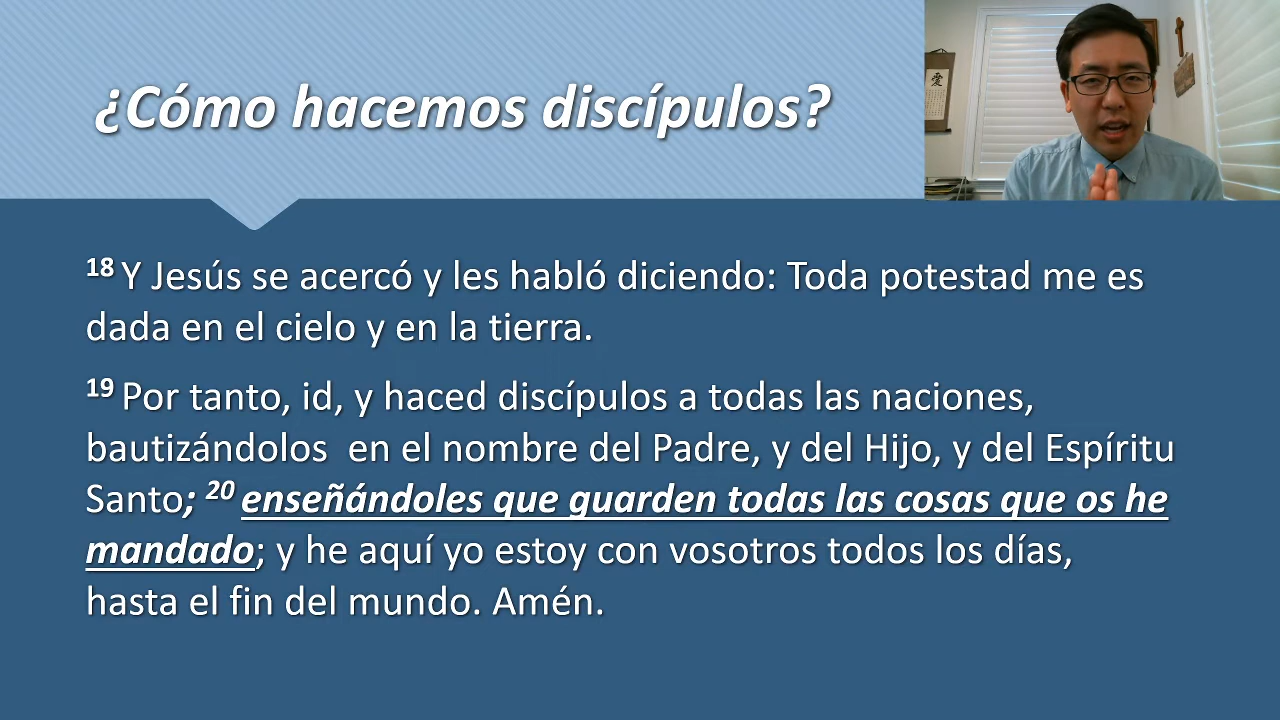 ¿Cómo hacemos discípulos?
愛
18 Y Jesús se acercó y les habló diciendo: Toda potestad me es
dada en el cielo y en la tierra.
19 Por tanto, id, y haced discípulos a todas las naciones,
bautizándolos en el nombre del Padre, y del Hijo, y del Espíritu
Santo; 20 enseñándoles que guarden todas las cosas que os he
mandado; y he aquí yo estoy con vosotros todos los días,
hasta el fin del mundo. Amén.